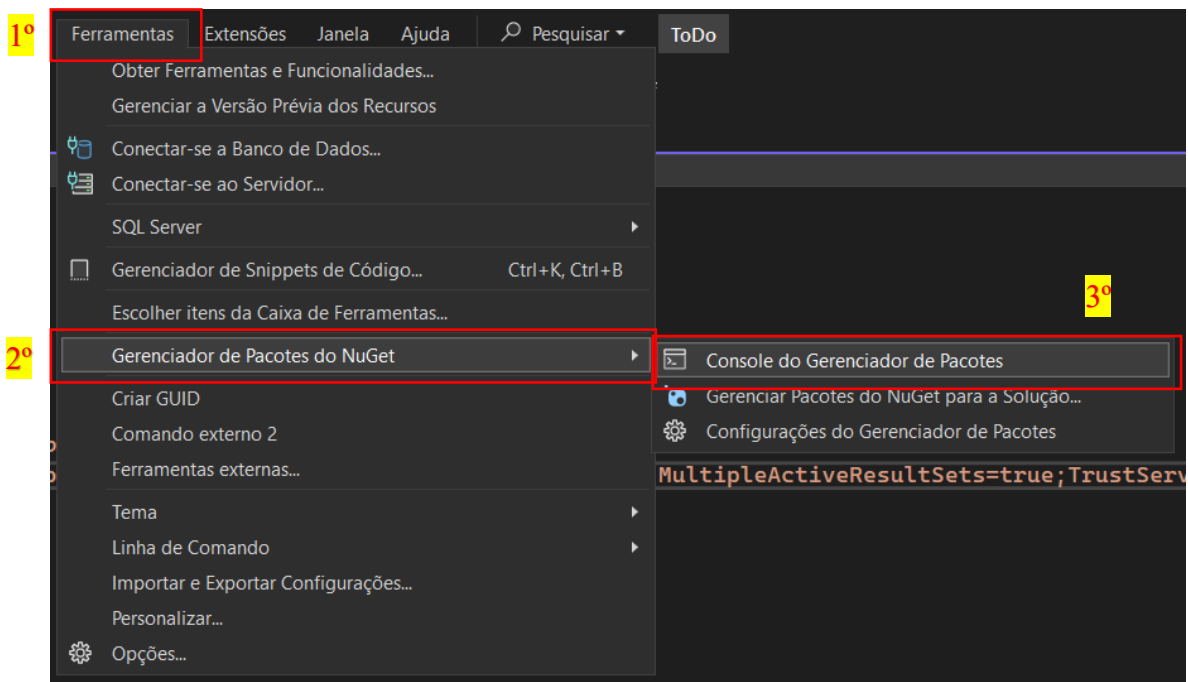 1º
Ferramentas Extensões Janela Ajuda Pesquisar ToDo
Obter Ferramentas e Funcionalidades...
Gerenciar a Versão Prévia dos Recursos
Conectar-se a Banco de Dados...
Conectar-se ao Servidor...
SQL Server
Gerenciador de Snippets de Código... Ctrl+K, Ctrl+B
3º
Escolher itens da Caixa de Ferramentas...
2º
Gerenciador de Pacotes do NuGet
Console do Gerenciador de Pacotes
Gerenciar Pacotes do NuGet para a Solução...
Configurações do Gerenciador de Pacotes
Criar GUID
Comando externo 2
Ferramentas externas...
MultipleActiveResultSets=true;TrustServ
Tema
Linha de Comando
Importar e Exportar Configurações...
Personalizar...
Opções...